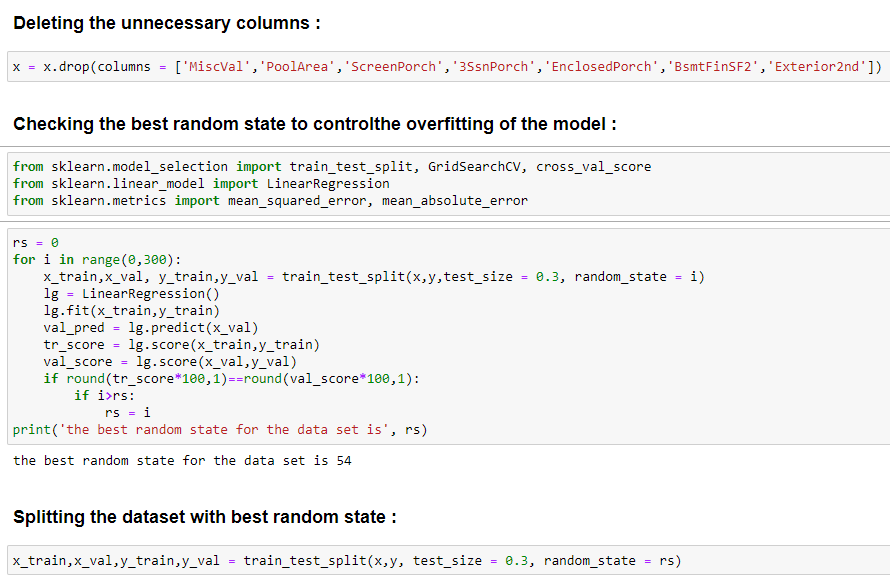 Deleting the unnecessary columns :
x = x.drop(columns = ['MiscVal','PoolArea','ScreenPorch','3SsnPorch','EnclosedPorch','BsmtFinSF2','Exterior2nd'])
Checking the best random state to controlthe overfitting of the model :
from sklearn.model_selection import train_test_split, GridSearchCV, cross_val_score
from sklearn.linear_model import LinearRegression
from sklearn.metrics import mean_squared_error, mean_absolute_error
rs = 0
for i in range(0,300):
    x_train,x_val, y_train,y_val = train_test_split(x,y,test_size = 0.3, random_state = i)
    lg = LinearRegression()
    lg.fit(x_train,y_train)
    val_pred = lg.predict(x_val)
    tr_score = lg.score(x_train,y_train)
    val_score = lg.score(x_val,y_val)
    if round(tr_score*100,1)==round(val_score*100,1):
        if i>rs:
            rs = i
print('the best random state for the data set is', rs)
the best random state for the data set is 54
Splitting the dataset with best random state :
x_train,x_val,y_train,y_val = train_test_split(x,y, test_size = 0.3, random_state = rs)